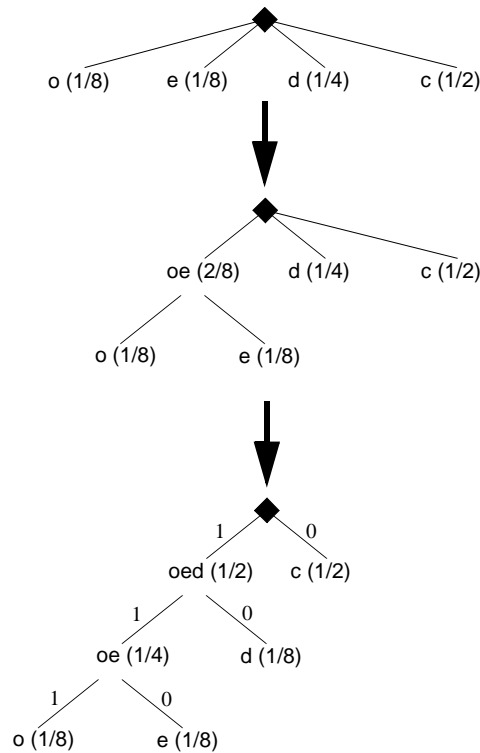 o (1/8) e (1/8) d (1/4) c (1/2)
oe (2/8) d (1/4) c (1/2)
o (1/8) e (1/8)
1 0
oed (1/2) c (1/2)
1 0
oe (1/4) d (1/8)
1 0
o (1/8) e (1/8)